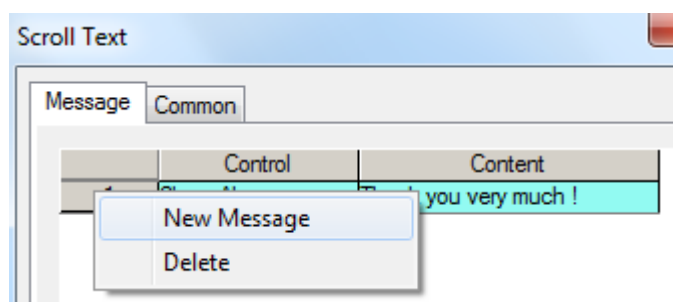 Scroll Text
Message Common
Control Content
you very much !
New Message
Delete